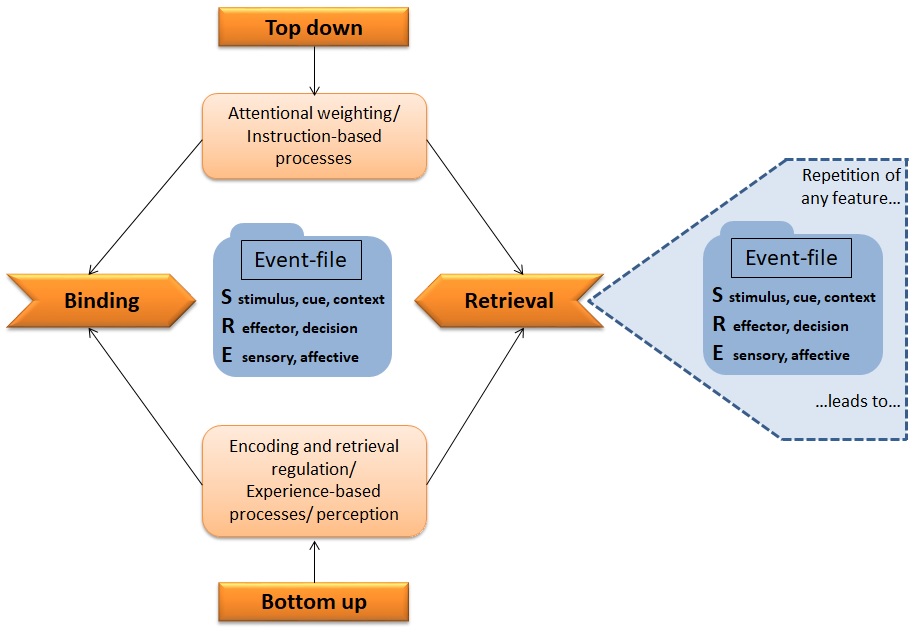 Top down
Attentional weighting/
Instruction-based
processes
Binding
Event-file
S stimulus, cue, context
R effector, decision
E sensory, affective
Retrieval
Repetition of
any feature...
Event-file
S stimulus, cue, context
R effector, decision
E sensory, affective
...leads to...
Encoding and retrieval
regulation/
Experience-based
processes/ perception
Bottom up